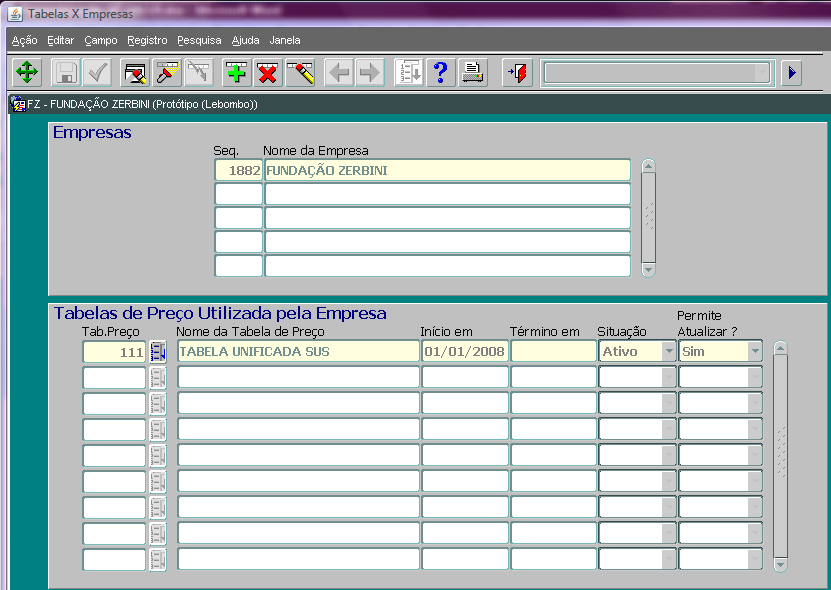 Tabelas X Empresas
Ação Editar Campo Registro Pesquisa Ajuda Janela
FZ - FUNDAÇÃO ZERBINI (Protótipo (Lebombo))
Empresas
Seq. Nome da Empresa
1882 FUNDAÇÃO ZERBINI
Tabelas de Preço Utilizada pela Empresa
Tab.Preço Nome da Tabela de Preço Início em Término em Situação Permite Atualizar ?
111 TABELA UNIFICADA SUS 01/01/2008 Ativo Sim